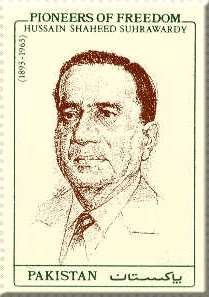 PIONEERS OF FREEDOM
HUSSAIN SHAHEED SUHRAWARDY
(1893-1963)
PAKISTAN پاکستان